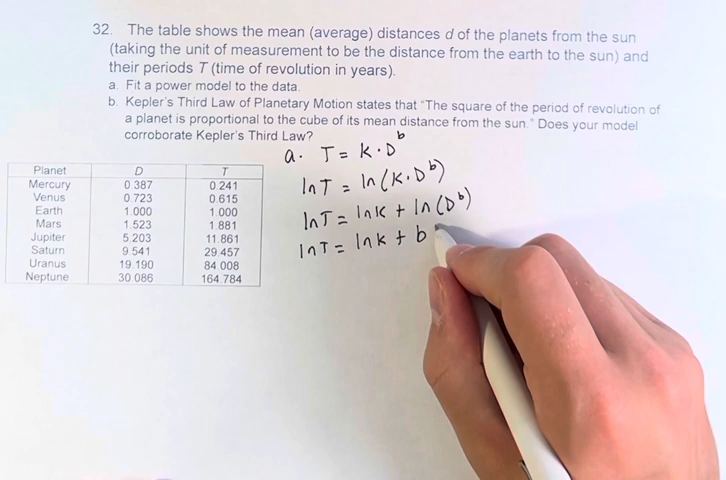 32. The table shows the mean (average) distances d of the planets from the sun
(taking the unit of measurement to be the distance from the earth to the sun) and
their periods T (time of revolution in years).
a. Fit a power model to the data.
b. Kepler's Third Law of Planetary Motion states that "The square of the period of revolution of
a planet is proportional to the cube of its mean distance from the sun." Does your model
corroborate Kepler's Third Law?
Planet D T
Mercury 0.387 0.241
Venus 0.723 0.615
Earth 1.000 1.000
Mars 1.523 1.881
Jupiter 5.203 11.861
Saturn 9.541 29.457
Uranus 19.190 84.008
Neptune 30.086 164.784
a. T = K · D^b
ln T = ln (K · D^b)
ln T = ln K + ln (D^b)
ln T = ln K + b